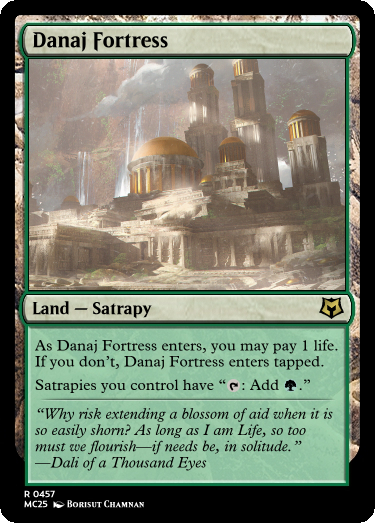 Danaj Fortress
Land — Satrapy
As Danaj Fortress enters, you may pay 1 life.
If you don't, Danaj Fortress enters tapped.
Satrapies you control have “: Add .”
“Why risk extending a blossom of aid when it is
so easily shorn? As long as I am Life, so too
must we flourish—if needs be, in solitude.”
—Dali of a Thousand Eyes
R 0457
MC25 Borisut Chamnan